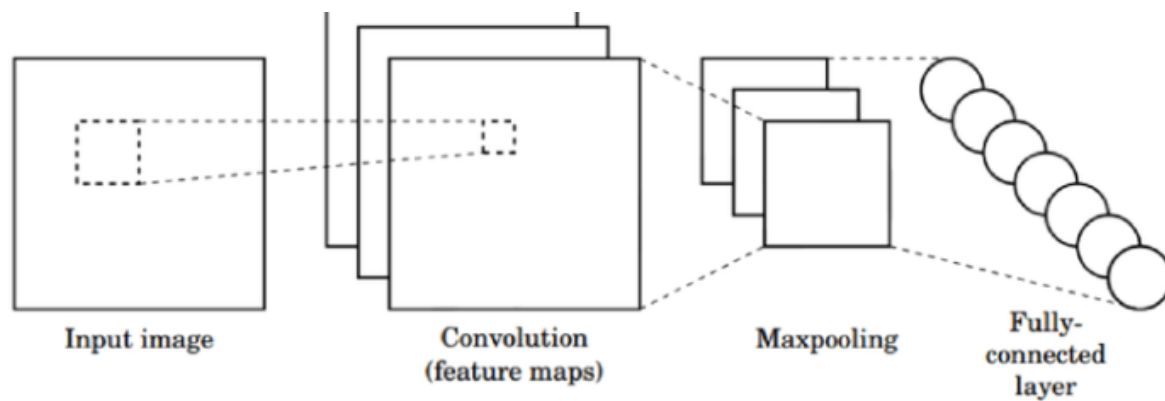 Input image
Convolution
(feature maps)
Maxpooling
Fully-
connected
layer